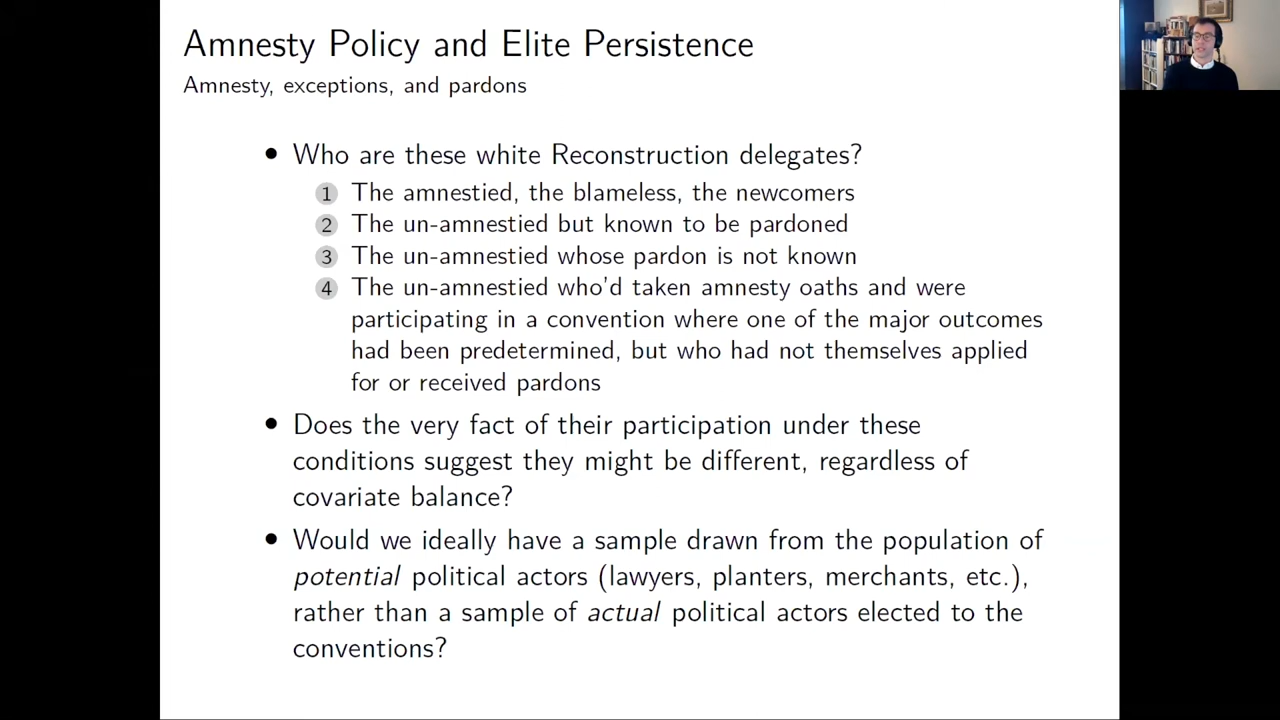 Amnesty Policy and Elite Persistence
Amnesty, exceptions, and pardons
• Who are these white Reconstruction delegates?
1 The amnestied, the blameless, the newcomers
2 The un-amnestied but known to be pardoned
3 The un-amnestied whose pardon is not known
4 The un-amnestied who'd taken amnesty oaths and were
participating in a convention where one of the major outcomes
had been predetermined, but who had not themselves applied
for or received pardons
• Does the very fact of their participation under these
conditions suggest they might be different, regardless of
covariate balance?
• Would we ideally have a sample drawn from the population of
potential political actors (lawyers, planters, merchants, etc.),
rather than a sample of actual political actors elected to the
conventions?